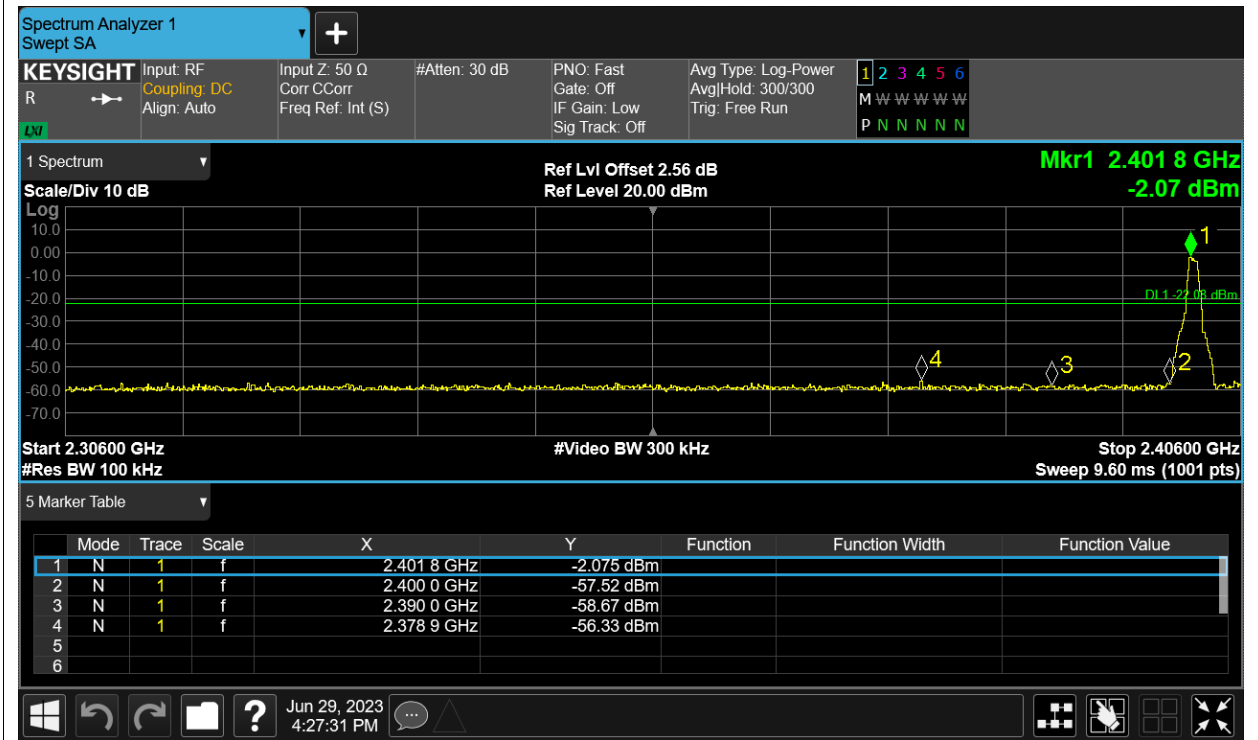 Spectrum Analyzer 1
Swept SA
KEYSIGHT
R
LXI
Input: RF
Coupling: DC
Align: Auto
Input Z: 50 Ω
Corr CCorr
Freq Ref: Int (S)
#Atten: 30 dB
PNO: Fast
Gate: Off
IF Gain: Low
Sig Track: Off
Avg Type: Log-Power
Avg|Hold: 300/300
Trig: Free Run
1 2 3 4 5 6
M W W W W W
P N N N N N
1 Spectrum
Scale/Div 10 dB
Ref Lvl Offset 2.56 dB
Ref Level 20.00 dBm
Mkr1 2.401 8 GHz
-2.07 dBm
Log
10.0
0.00
-10.0
-20.0
-30.0
-40.0
-50.0
-60.0
-70.0
1
DL1 -22.08 dBm
4
3
2
Start 2.30600 GHz
#Video BW 300 kHz
Stop 2.40600 GHz
#Res BW 100 kHz
Sweep 9.60 ms (1001 pts)
5 Marker Table
Mode Trace Scale X Y Function Function Width Function Value
1 N 1 f 2.401 8 GHz -2.075 dBm
2 N 1 f 2.400 0 GHz -57.52 dBm
3 N 1 f 2.390 0 GHz -58.67 dBm
4 N 1 f 2.378 9 GHz -56.33 dBm
5
6
?
Jun 29, 2023
4:27:31 PM